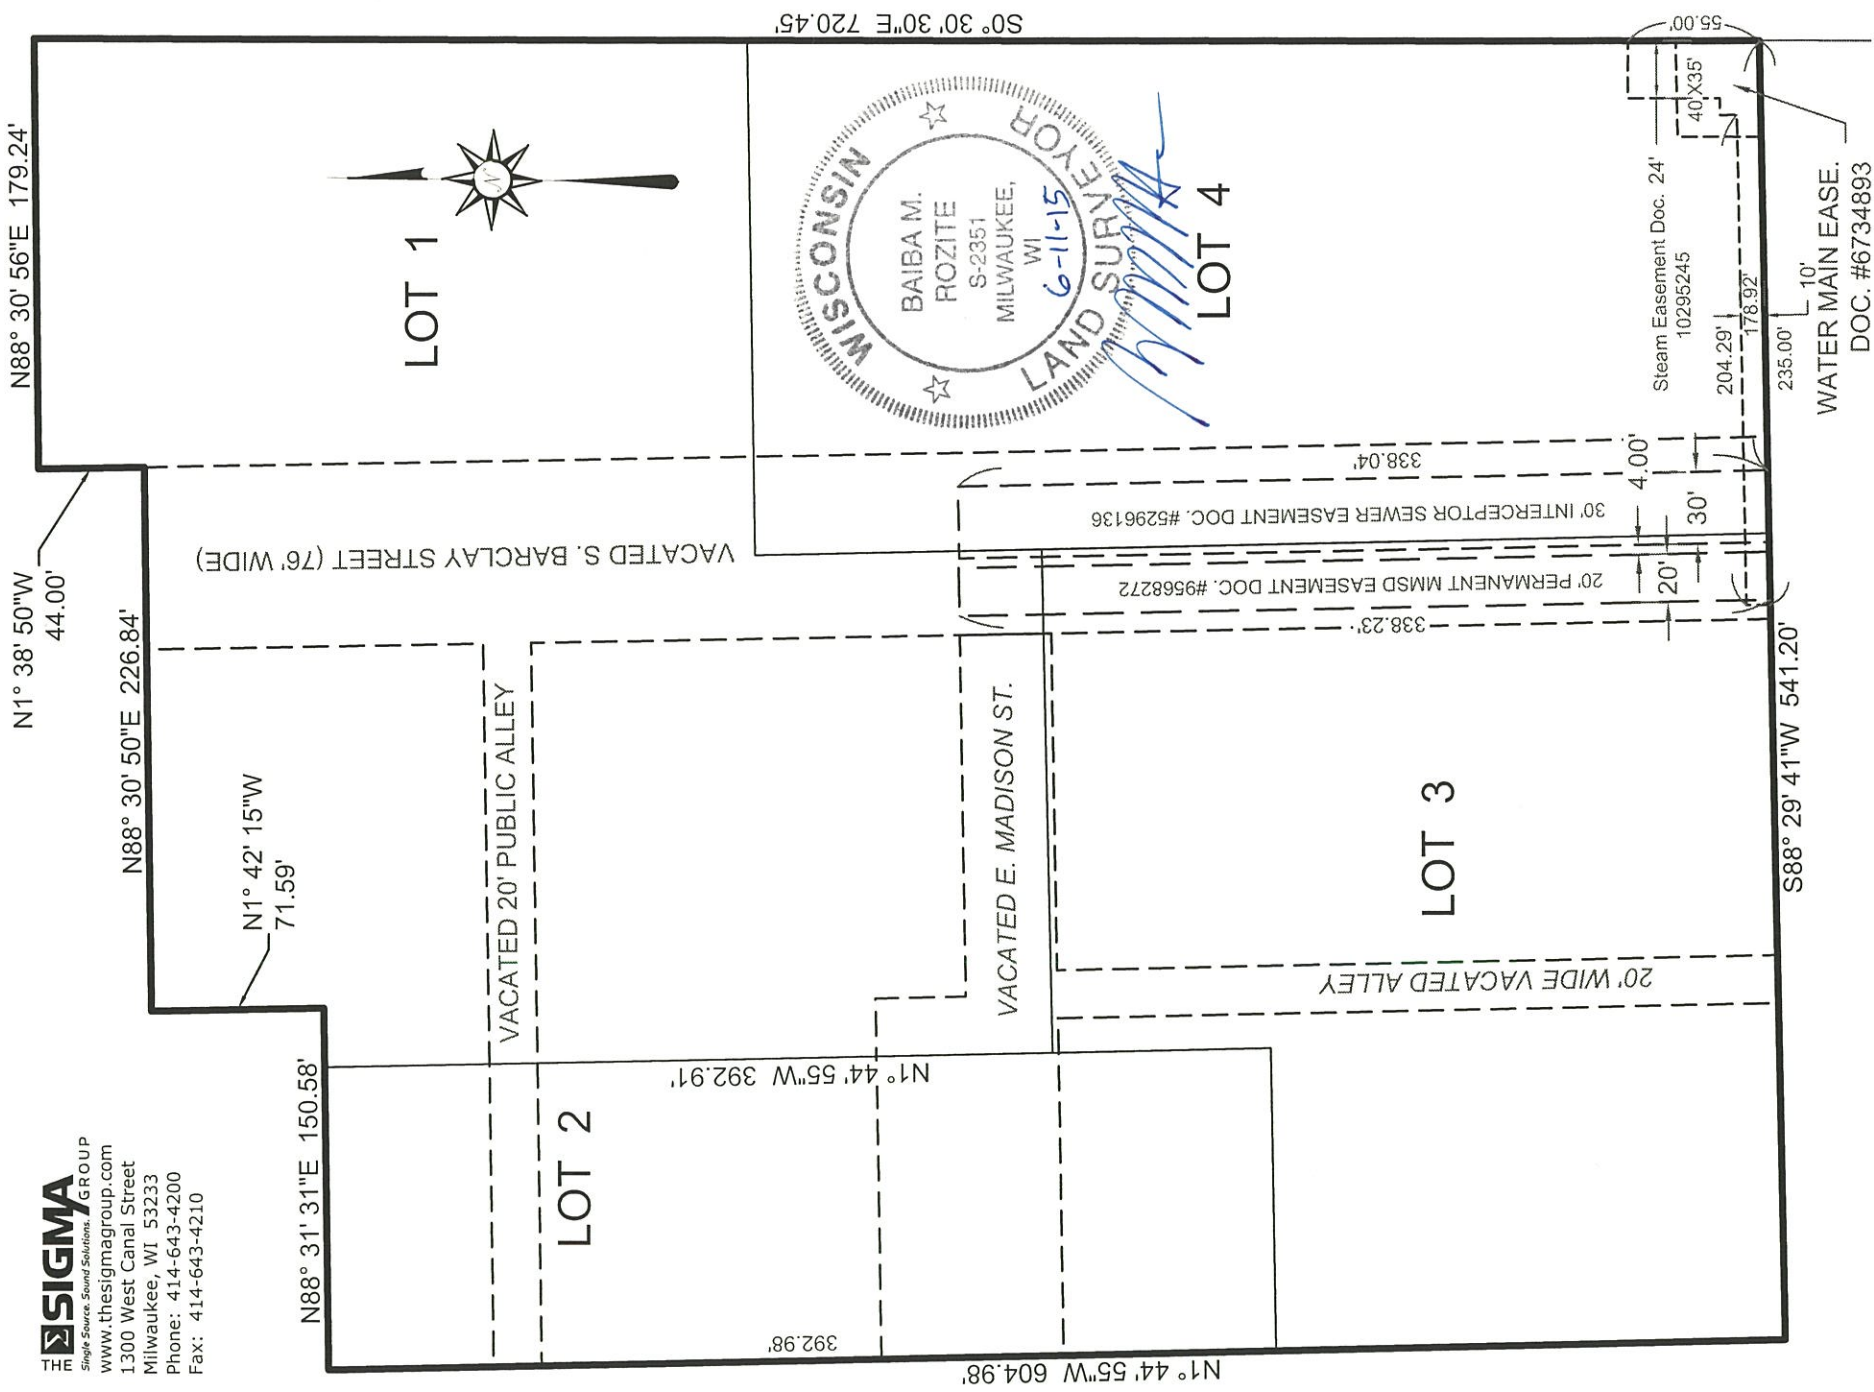 THE Σ SIGMA GROUP
Single Source. Sound Solutions.
www.thesigmagroup.com
1300 West Canal Street
Milwaukee, WI 53233
Phone: 414-643-4200
Fax: 414-643-4210
N1° 38' 50"W
44.00'
N88° 30' 56"E 179.24'
N88° 30' 50"E 226.84'
N1° 42' 15"W
71.59'
N88° 31' 31"E 150.58'
S0° 30' 30"E 720.45'
LOT 1
N
VACATED S. BARCLAY STREET (76' WIDE)
VACATED 20' PUBLIC ALLEY
LOT 2
N1° 44' 55"W 392.91'
392.98'
N1° 44' 55"W 604.98'
VACATED E. MADISON ST.
WISCONSIN
LAND SURVEYOR
BAIBA M.
ROZITE
S-2351
MILWAUKEE,
WI
6-11-15
LOT 4
338.04'
30' INTERCEPTOR SEWER EASEMENT DOC. #5296136
20' PERMANENT MMSD EASEMENT DOC. #9568272
338.23'
4.00'
30'
20'
LOT 3
20' WIDE VACATED ALLEY
Steam Easement Doc. 24'
10295245
40'X35'
55.00'
204.29'
178.92'
235.00'
10'
WATER MAIN EASE.
DOC. #6734893
S88° 29' 41"W 541.20'